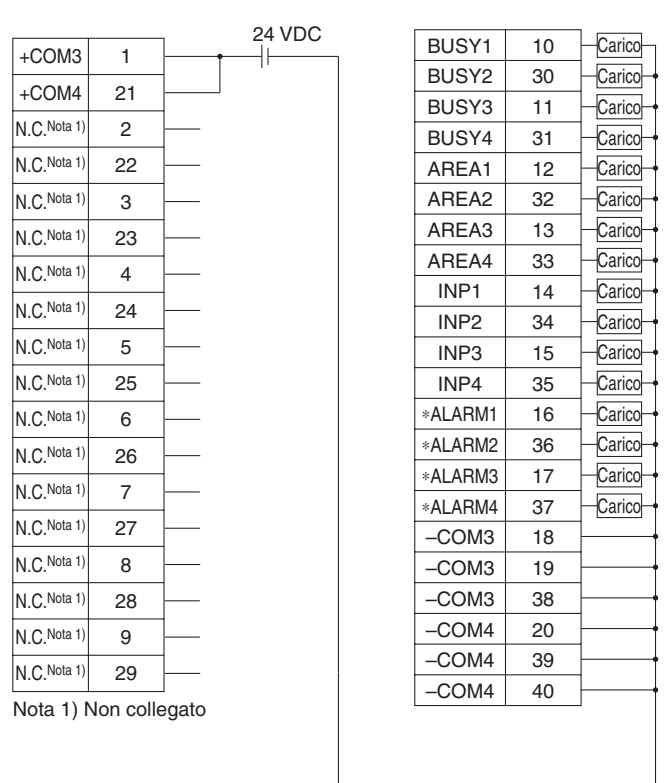 24 VDC
+COM3 1
+COM4 21
N.C.Nota 1) 2
N.C.Nota 1) 22
N.C.Nota 1) 3
N.C.Nota 1) 23
N.C.Nota 1) 4
N.C.Nota 1) 24
N.C.Nota 1) 5
N.C.Nota 1) 25
N.C.Nota 1) 6
N.C.Nota 1) 26
N.C.Nota 1) 7
N.C.Nota 1) 27
N.C.Nota 1) 8
N.C.Nota 1) 28
N.C.Nota 1) 9
N.C.Nota 1) 29
Nota 1) Non collegato
BUSY1 10 Carico
BUSY2 30 Carico
BUSY3 11 Carico
BUSY4 31 Carico
AREA1 12 Carico
AREA2 32 Carico
AREA3 13 Carico
AREA4 33 Carico
INP1 14 Carico
INP2 34 Carico
INP3 15 Carico
INP4 35 Carico
*ALARM1 16 Carico
*ALARM2 36 Carico
*ALARM3 17 Carico
*ALARM4 37 Carico
–COM3 18
–COM3 19
–COM3 38
–COM4 20
–COM4 39
–COM4 40